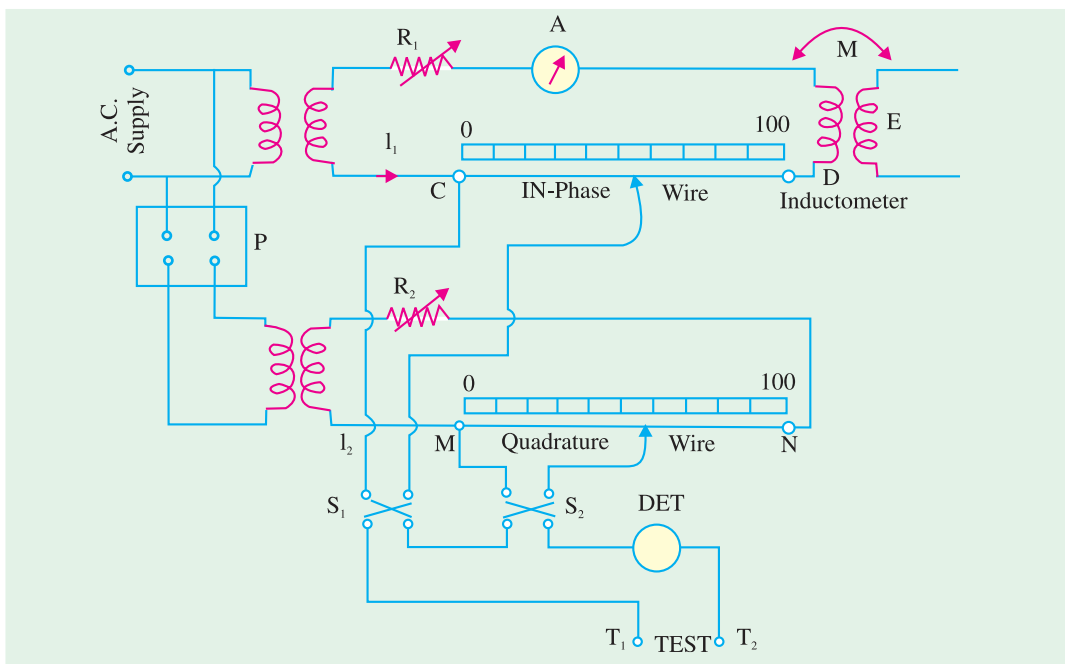 A
R1
M
A.C.
Supply
0 100
E
l1
C IN-Phase Wire D
Inductometer
P
R2
0 100
l2 M Quadrature Wire N
S1 S2 DET
T1 TEST T2